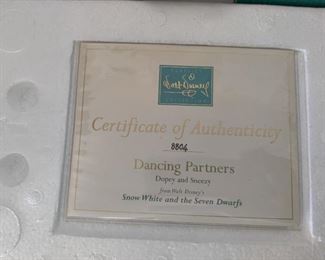 Walt Disney
Certificate of Authenticity
8804
Dancing Partners
Dopey and Sneezy
from Walt Disney's
Snow White and the Seven Dwarfs